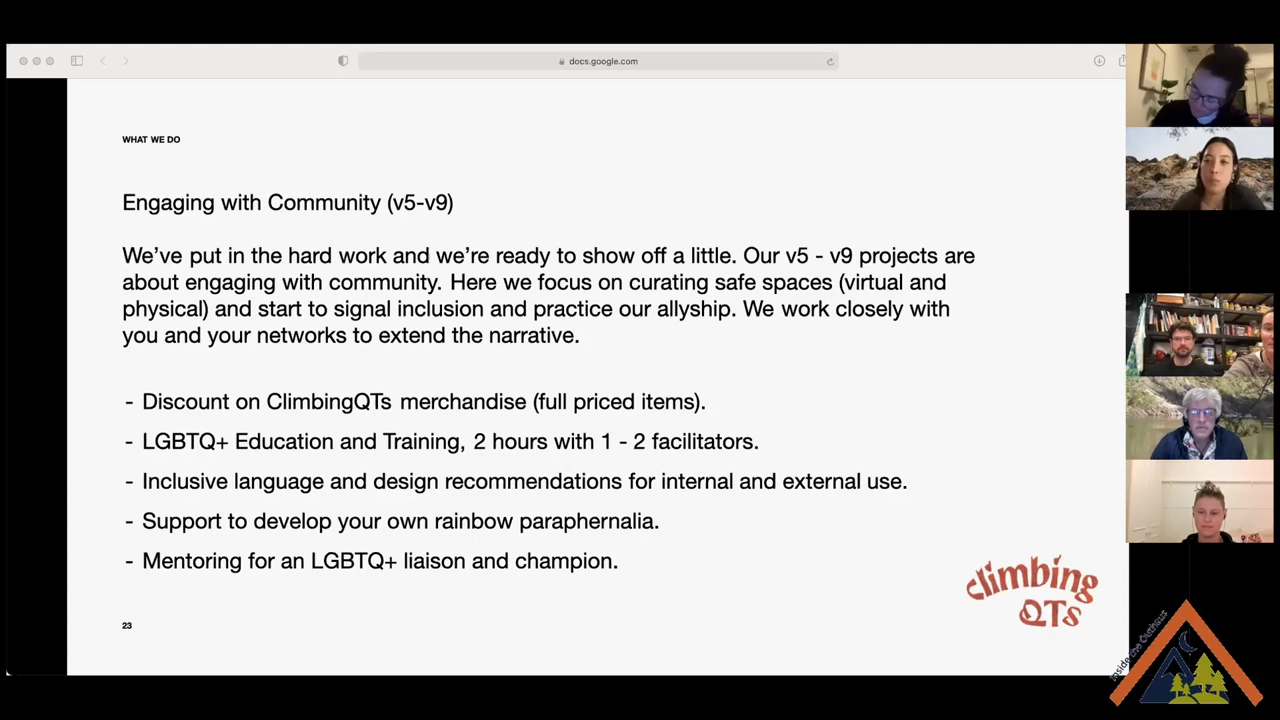 docs.google.com
WHAT WE DO
Engaging with Community (v5-v9)
We’ve put in the hard work and we’re ready to show off a little. Our v5 - v9 projects are
about engaging with community. Here we focus on curating safe spaces (virtual and
physical) and start to signal inclusion and practice our allyship. We work closely with
you and your networks to extend the narrative.
- Discount on ClimbingQTs merchandise (full priced items).
- LGBTQ+ Education and Training, 2 hours with 1 - 2 facilitators.
- Inclusive language and design recommendations for internal and external use.
- Support to develop your own rainbow paraphernalia.
- Mentoring for an LGBTQ+ liaison and champion.
climbing
QTs
23
Inside the Outhaus